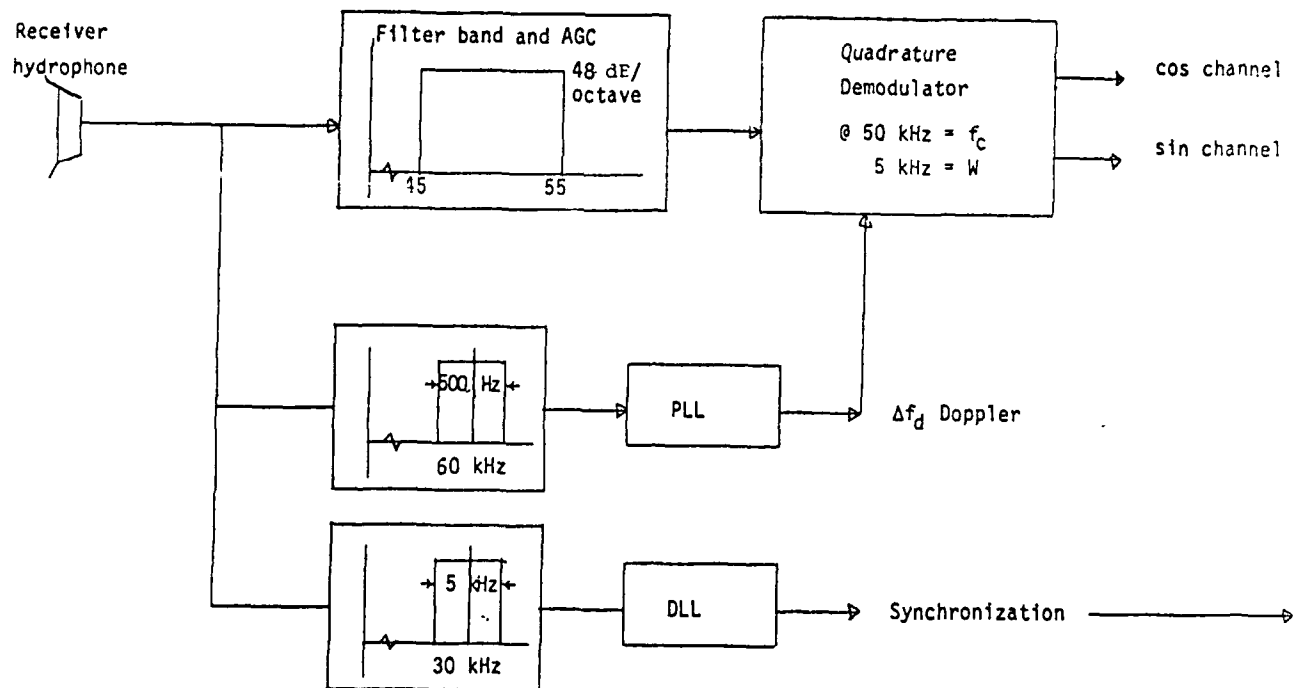 Receiver
hydrophone
Filter band and AGC
48 dE/
octave
45
55
Quadrature
Demodulator
@ 50 kHz = fc
5 kHz = W
cos channel
sin channel
500 Hz
60 kHz
PLL
Δfd Doppler
5 kHz
30 kHz
DLL
Synchronization